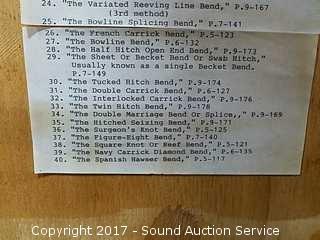 24. "The Variated Reeving Line Bend," P.9-167
(3rd method)
25. "The Bowline Splicing Bend," P.7-141
26. "The French Carrick Bend," P.5-123
27. "The Bowline Bend," P.6-132
28. "The Half Hitch Open End Bend," P.9-173
29. "The Sheet Or Becket Bend Or Swab Hitch,"
Usually known as a single Becket Bend.
P.7-149
30. "The Tucked Hitch Bend," P.9-174
31. "The Double Carrick Bend," P.6-127
32. "The Interlocked Carrick Bend," P.9-176
33. "The Twin Hitch Bend," P.9-178
34. "The Double Marriage Bend Or Splice," P.9-169
35. "The Hitched Seizing Bend," P.9-171
36. "The Surgeon's Knot Bend," P.5-125
37. "The Figure-Eight Bend," P.7-140
38. "The Square Knot Or Reef Bend," P.5-121
39. "The Navy Carrick Diamond Bend," P.6-135
40. "The Spanish Hawser Bend," P.5-117
Copyright 2017 - Sound Auction Service